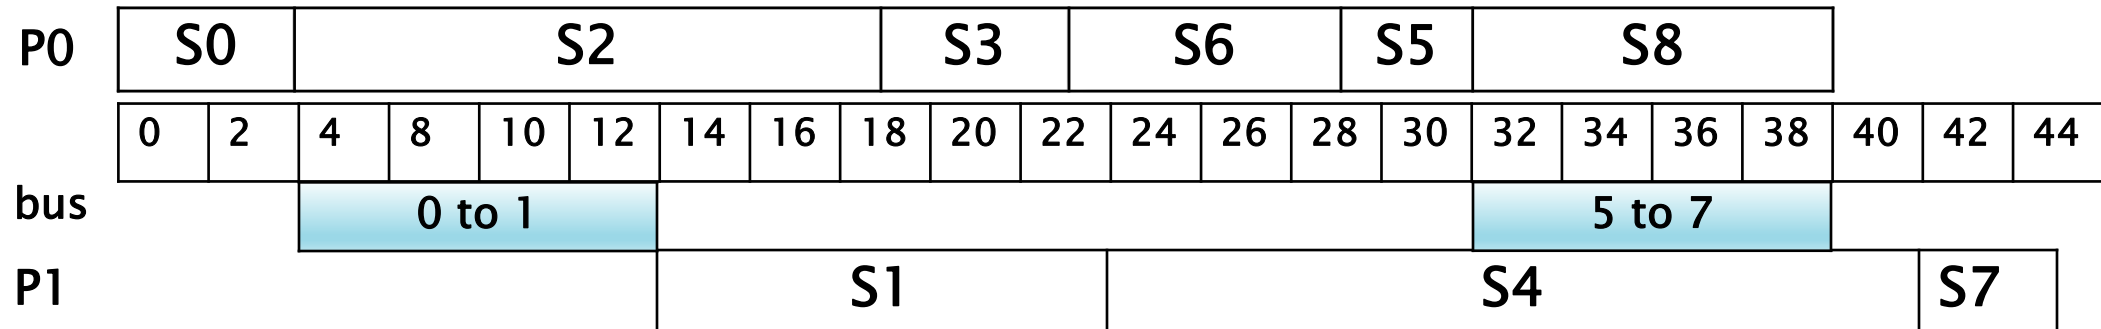 P0 S0 S2 S3 S6 S5 S8
0 2 4 8 10 12 14 16 18 20 22 24 26 28 30 32 34 36 38 40 42 44
bus 0 to 1 5 to 7
P1 S1 S4 S7